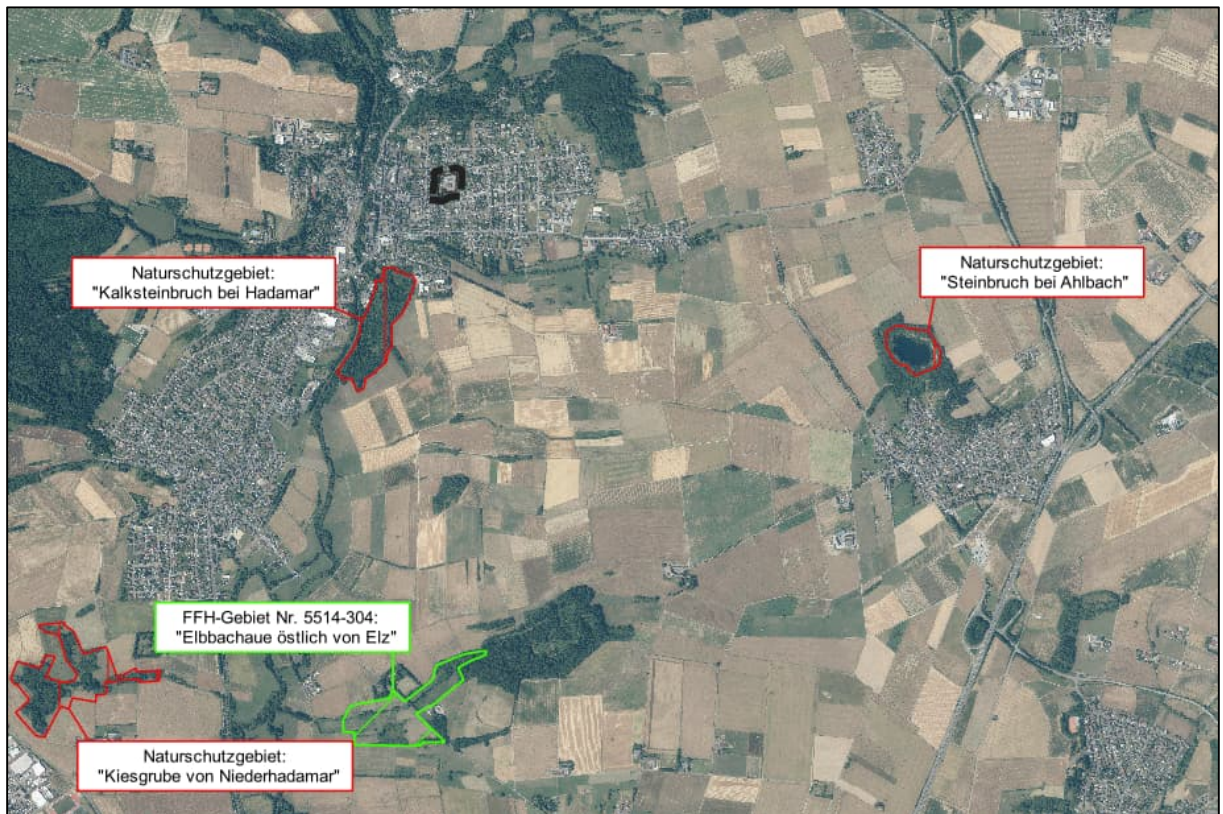 Naturschutzgebiet:
"Kalksteinbruch bei Hadamar"
Naturschutzgebiet:
"Steinbruch bei Ahlbach"
FFH-Gebiet Nr. 5514-304:
"Elbbachaue östlich von Elz"
Naturschutzgebiet:
"Kiesgrube von Niederhadamar"